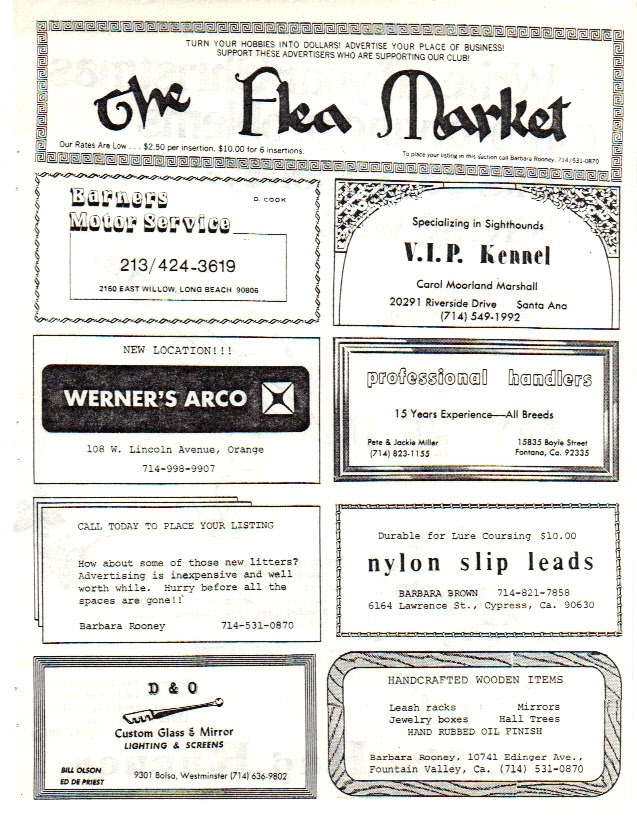 TURN YOUR HOBBIES INTO DOLLARS! ADVERTISE YOUR PLACE OF BUSINESS!
SUPPORT THESE ADVERTISERS WHO ARE SUPPORTING OUR CLUB!
The Flea Market
Our Rates Are Low . . . $2.50 per insertion, $10.00 for 6 insertions.
To place your listing in this section call Barbara Rooney, 714/531-0870
Barners
D. COOK
Motor Service
213/424-3619
2150 EAST WILLOW, LONG BEACH 90806
Specializing in Sighthounds
V.I.P. Kennel
Carol Moorland Marshall
20291 Riverside Drive Santa Ana
(714) 549-1992
NEW LOCATION!!!
WERNER'S ARCO
108 W. Lincoln Avenue, Orange
714-998-9907
professional handlers
15 Years Experience—All Breeds
Pete & Jackie Miller
(714) 823-1155
15835 Boyle Street
Fontana, Ca. 92335
CALL TODAY TO PLACE YOUR LISTING
How about some of those new litters?
Advertising is inexpensive and well
worth while. Hurry before all the
spaces are gone!!
Barbara Rooney 714-531-0870
Durable for Lure Coursing $10.00
nylon slip leads
BARBARA BROWN 714-821-7858
6164 Lawrence St., Cypress, Ca. 90630
D & O
Custom Glass & Mirror
LIGHTING & SCREENS
BILL OLSON
ED DE PRIEST
9301 Bolsa, Westminster (714) 636-9802
HANDCRAFTED WOODEN ITEMS
Leash racks Mirrors
Jewelry boxes Hall Trees
HAND RUBBED OIL FINISH
Barbara Rooney, 10741 Edinger Ave.,
Fountain Valley, Ca. (714) 531-0870